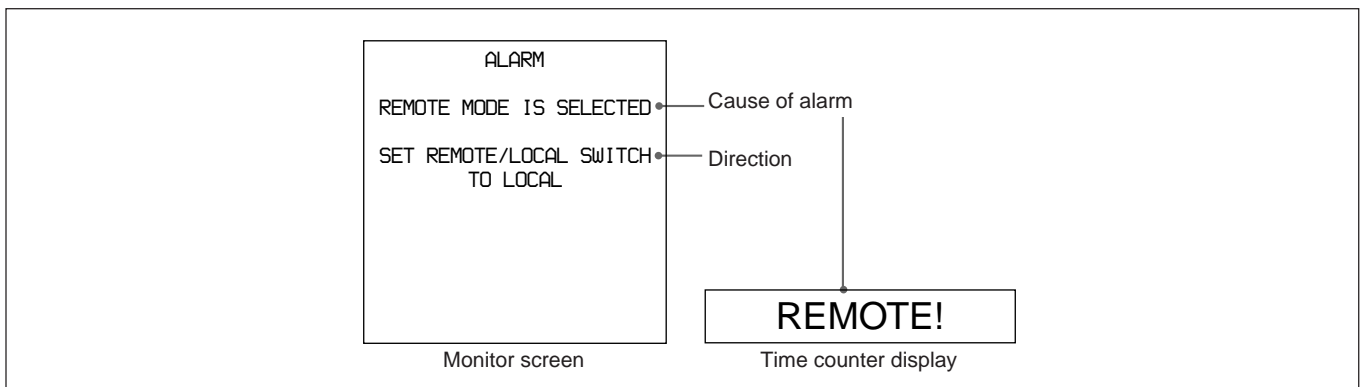 ALARM
REMOTE MODE IS SELECTED
SET REMOTE/LOCAL SWITCH
TO LOCAL
Cause of alarm
Direction
REMOTE!
Monitor screen
Time counter display